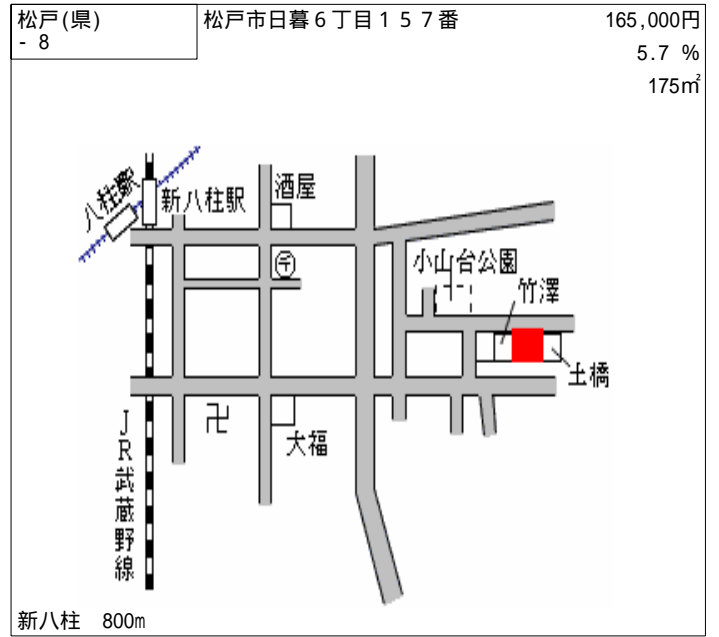 松戸(県)
- 8
松戸市日暮６丁目１５７番
165,000円
5.7 %
175㎡
八柱駅
新八柱駅
酒屋
〒
小山台公園
竹澤
土橋
卍
大福
JR武蔵野線
新八柱 800m